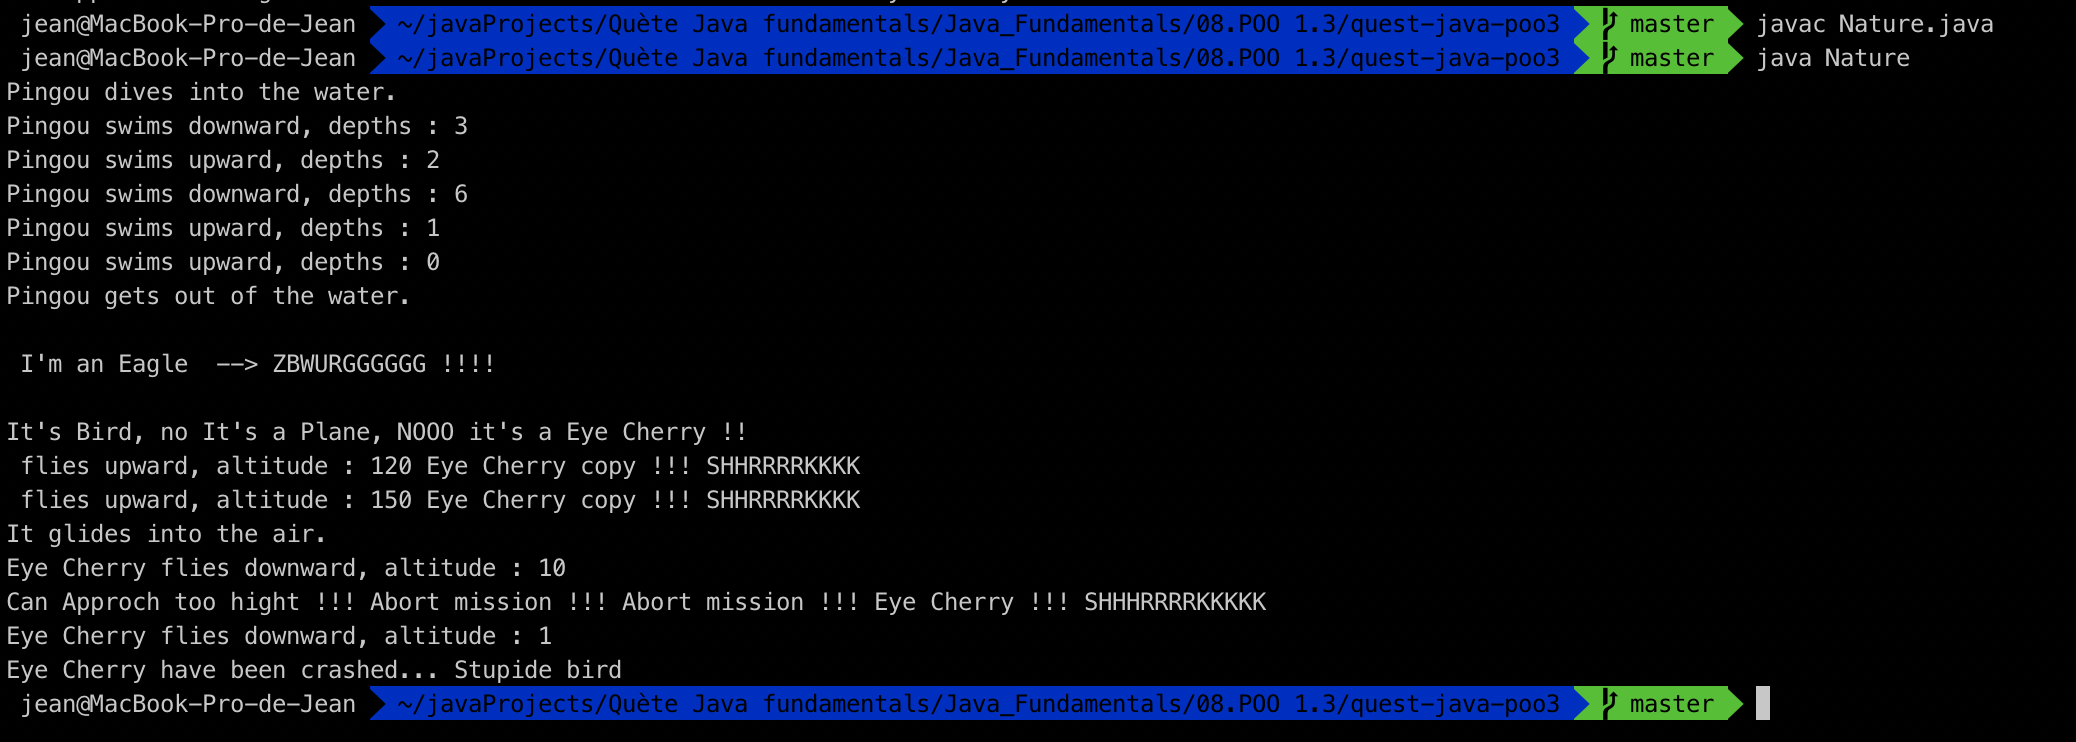 jean@MacBook-Pro-de-Jean ~/javaProjects/Quète Java fundamentals/Java_Fundamentals/08.POO 1.3/quest-java-poo3 master javac Nature.java
jean@MacBook-Pro-de-Jean ~/javaProjects/Quète Java fundamentals/Java_Fundamentals/08.POO 1.3/quest-java-poo3 master java Nature
Pingou dives into the water.
Pingou swims downward, depths : 3
Pingou swims upward, depths : 2
Pingou swims downward, depths : 6
Pingou swims upward, depths : 1
Pingou swims upward, depths : 0
Pingou gets out of the water.
I'm an Eagle  --> ZBWURGGGGGG !!!!
It's Bird, no It's a Plane, NOOO it's a Eye Cherry !!
flies upward, altitude : 120 Eye Cherry copy !!! SHHRRRRKKKK
flies upward, altitude : 150 Eye Cherry copy !!! SHHRRRRKKKK
It glides into the air.
Eye Cherry flies downward, altitude : 10
Can Approch too hight !!! Abort mission !!! Abort mission !!! Eye Cherry !!! SHHHRRRRKKKKK
Eye Cherry flies downward, altitude : 1
Eye Cherry have been crashed... Stupide bird
jean@MacBook-Pro-de-Jean ~/javaProjects/Quète Java fundamentals/Java_Fundamentals/08.POO 1.3/quest-java-poo3 master